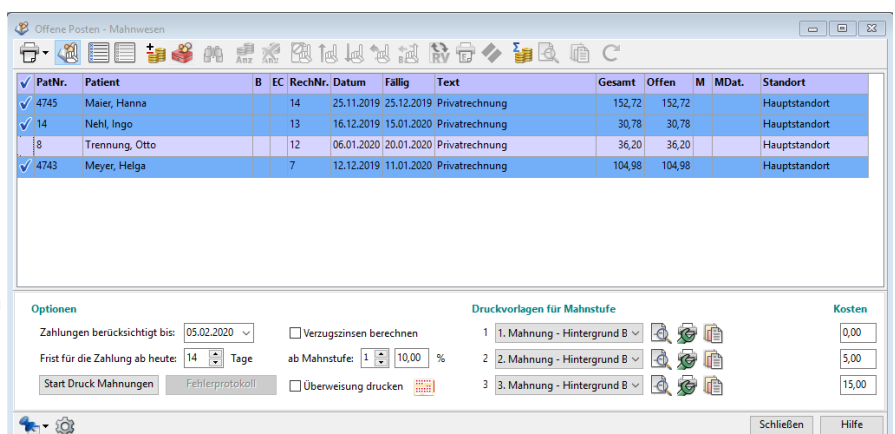 Offene Posten - Mahnwesen
Anz Anz RV
PatNr. Patient B EC RechNr. Datum Fällig Text Gesamt Offen M MDat. Standort
4745 Maier, Hanna 14 25.11.2019 25.12.2019 Privatrechnung 152,72 152,72 Hauptstandort
14 Nehl, Ingo 13 16.12.2019 15.01.2020 Privatrechnung 30,78 30,78 Hauptstandort
8 Trennung, Otto 12 06.01.2020 20.01.2020 Privatrechnung 36,20 36,20 Hauptstandort
4743 Meyer, Helga 7 12.12.2019 11.01.2020 Privatrechnung 104,98 104,98 Hauptstandort
Optionen Druckvorlagen für Mahnstufe Kosten
Zahlungen berücksichtigt bis: 05.02.2020 Verzugszinsen berechnen 1 1. Mahnung - Hintergrund B 0,00
Frist für die Zahlung ab heute: 14 Tage ab Mahnstufe: 1 10,00 % 2 2. Mahnung - Hintergrund B 5,00
Start Druck Mahnungen Fehlerprotokoll Überweisung drucken 3 3. Mahnung - Hintergrund B 15,00
Schließen Hilfe